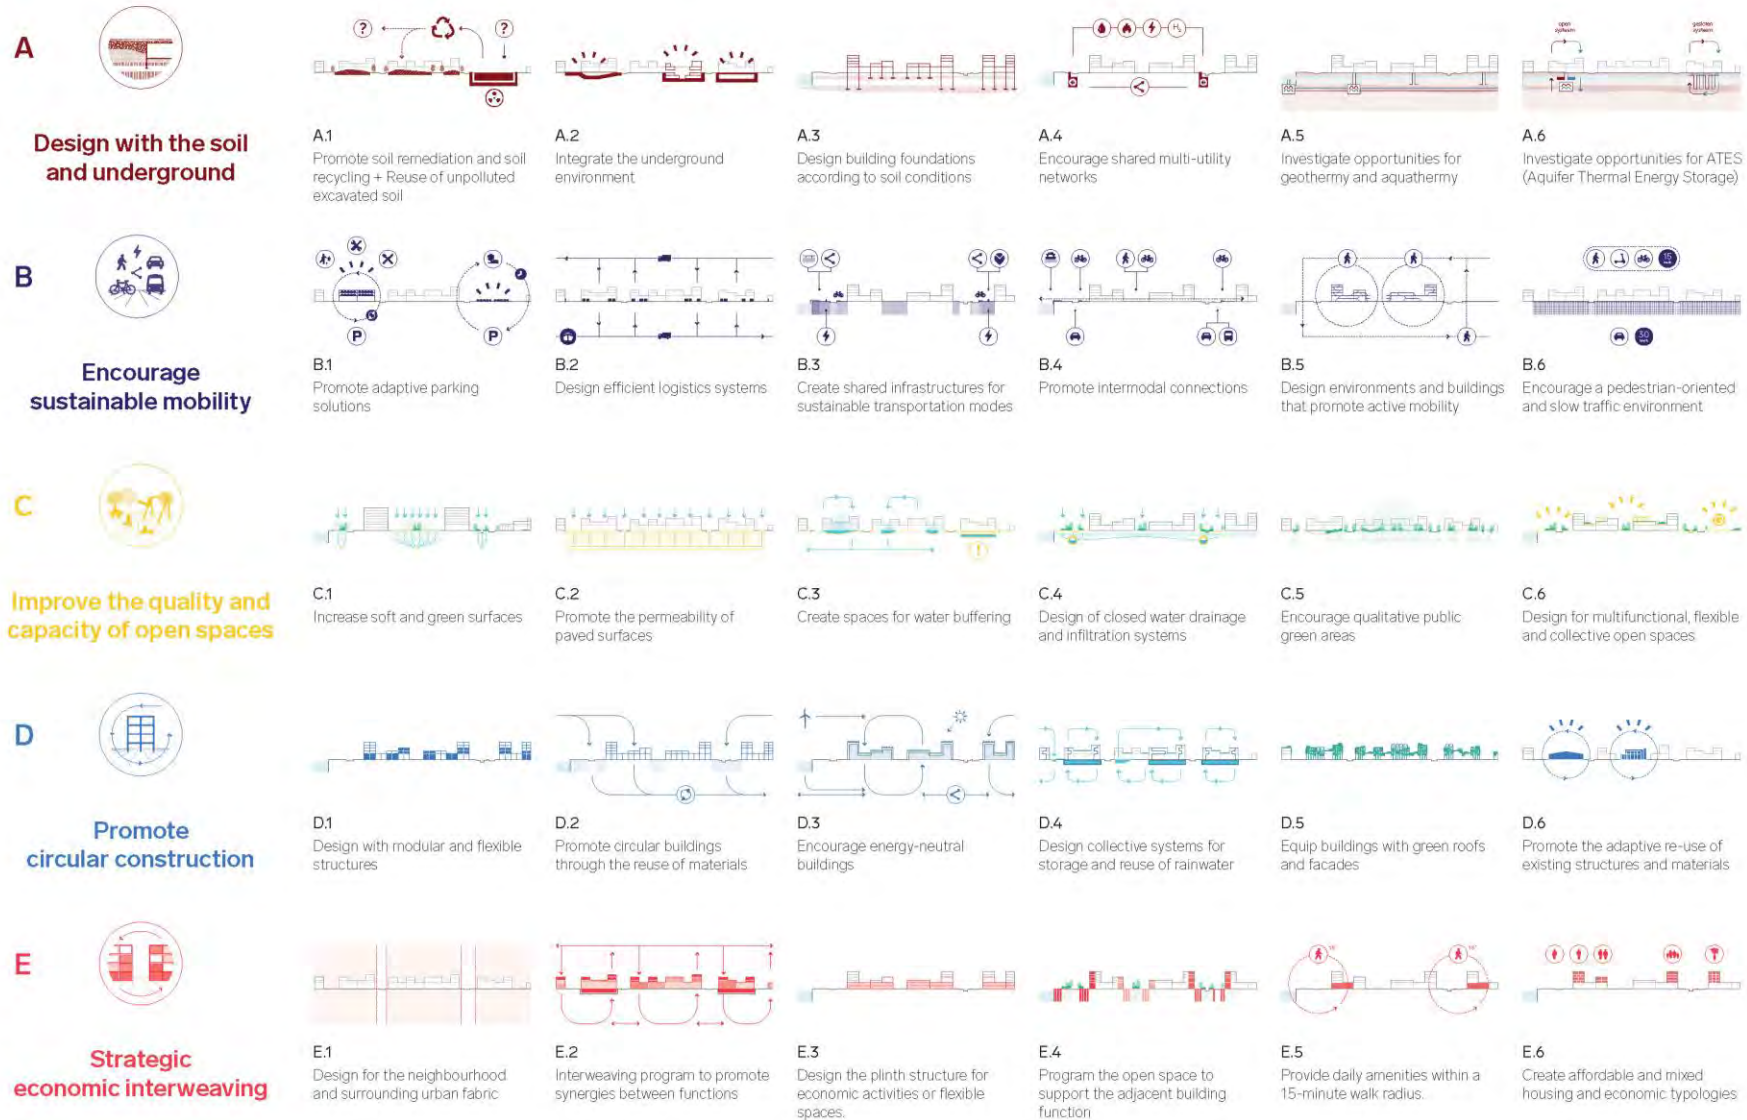 A
Design with the soil
and underground
?
?
H₂
open
systeem
gesloten
systeem
A.1
Promote soil remediation and soil
recycling + Reuse of unpolluted
excavated soil
A.2
Integrate the underground
environment
A.3
Design building foundations
according to soil conditions
A.4
Encourage shared multi-utility
networks
A.5
Investigate opportunities for
geothermy and aquathermy
A.6
Investigate opportunities for ATES
(Aquifer Thermal Energy Storage)
B
Encourage
sustainable mobility
P
P
15
30
B.1
Promote adaptive parking
solutions
B.2
Design efficient logistics systems
B.3
Create shared infrastructures for
sustainable transportation modes
B.4
Promote intermodal connections
B.5
Design environments and buildings
that promote active mobility
B.6
Encourage a pedestrian-oriented
and slow traffic environment
C
Improve the quality and
capacity of open spaces
C.1
Increase soft and green surfaces
C.2
Promote the permeability of
paved surfaces
C.3
Create spaces for water buffering
C.4
Design of closed water drainage
and infiltration systems
C.5
Encourage qualitative public
green areas
C.6
Design for multifunctional, flexible
and collective open spaces
D
Promote
circular construction
D.1
Design with modular and flexible
structures
D.2
Promote circular buildings
through the reuse of materials
D.3
Encourage energy-neutral
buildings
D.4
Design collective systems for
storage and reuse of rainwater
D.5
Equip buildings with green roofs
and facades
D.6
Promote the adaptive re-use of
existing structures and materials
E
Strategic
economic interweaving
E.1
Design for the neighbourhood
and surrounding urban fabric
E.2
Interweaving program to promote
synergies between functions
E.3
Design the plinth structure for
economic activities or flexible
spaces.
E.4
Program the open space to
support the adjacent building
function
E.5
Provide daily amenities within a
15-minute walk radius.
E.6
Create affordable and mixed
housing and economic typologies